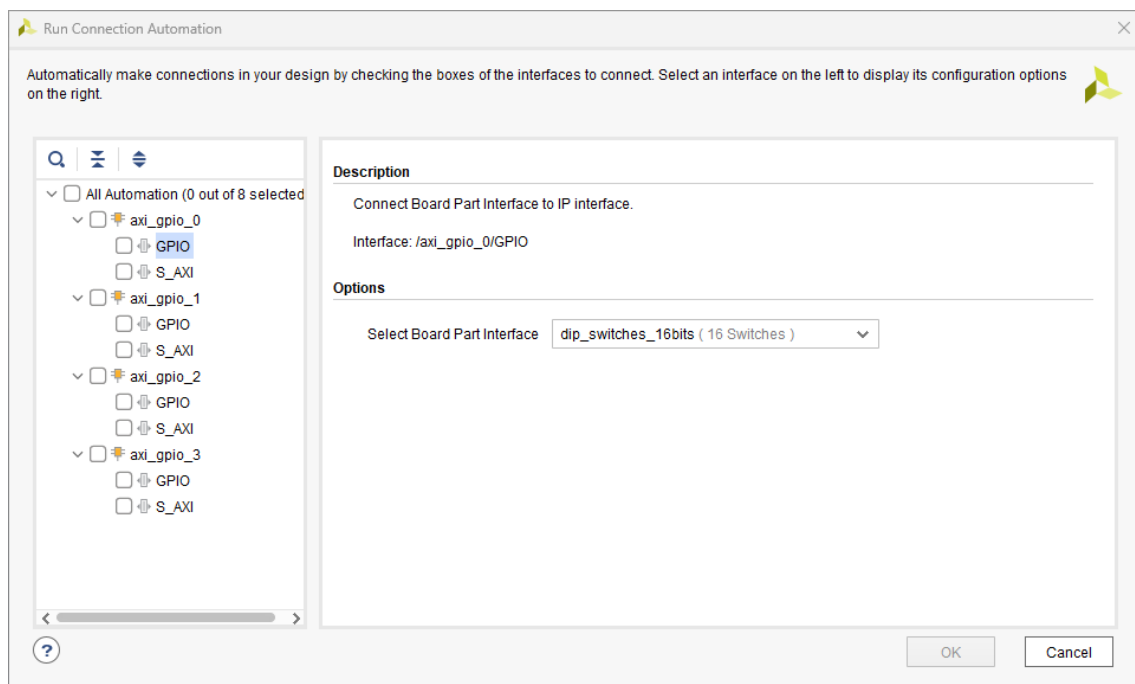 Run Connection Automation
Automatically make connections in your design by checking the boxes of the interfaces to connect. Select an interface on the left to display its configuration options
on the right.
All Automation (0 out of 8 selected
axi_gpio_0
GPIO
S_AXI
axi_gpio_1
GPIO
S_AXI
axi_gpio_2
GPIO
S_AXI
axi_gpio_3
GPIO
S_AXI
Description
Connect Board Part Interface to IP interface.
Interface: /axi_gpio_0/GPIO
Options
Select Board Part Interface dip_switches_16bits ( 16 Switches )
?
OK Cancel